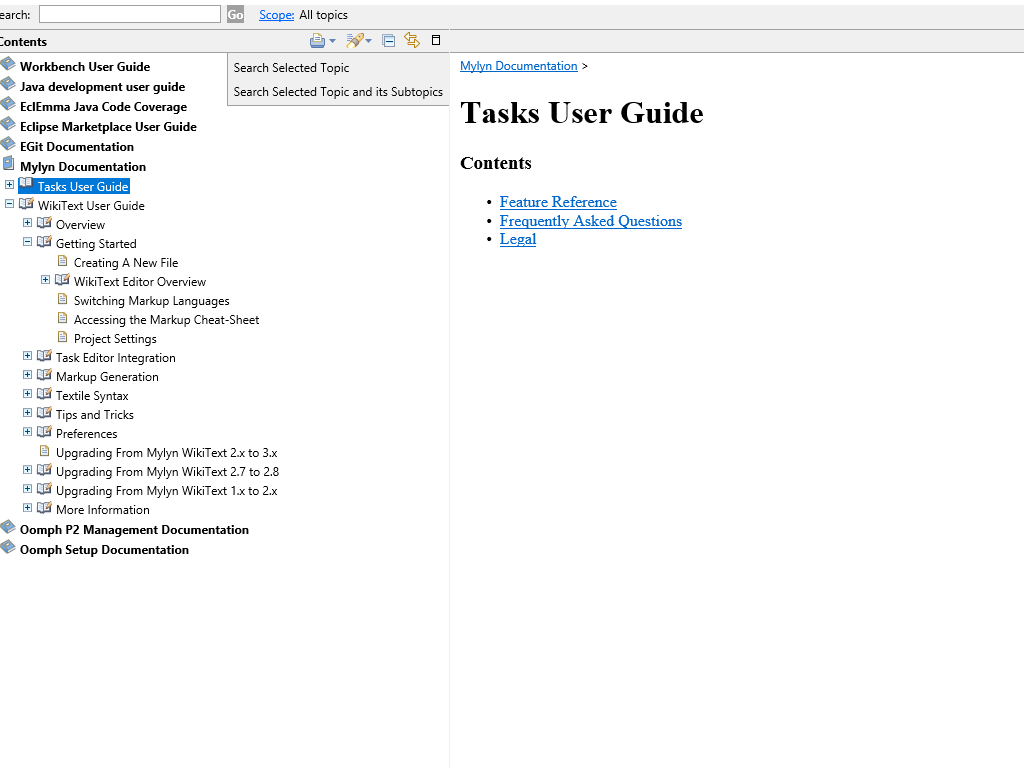 earch:
Go
Scope: All topics
Contents
Search Selected Topic
Search Selected Topic and its Subtopics
Workbench User Guide
Java development user guide
EclEmma Java Code Coverage
Eclipse Marketplace User Guide
EGit Documentation
Mylyn Documentation
Tasks User Guide
WikiText User Guide
Overview
Getting Started
Creating A New File
WikiText Editor Overview
Switching Markup Languages
Accessing the Markup Cheat-Sheet
Project Settings
Task Editor Integration
Markup Generation
Textile Syntax
Tips and Tricks
Preferences
Upgrading From Mylyn WikiText 2.x to 3.x
Upgrading From Mylyn WikiText 2.7 to 2.8
Upgrading From Mylyn WikiText 1.x to 2.x
More Information
Oomph P2 Management Documentation
Oomph Setup Documentation
Mylyn Documentation >
Tasks User Guide
Contents
• Feature Reference
• Frequently Asked Questions
• Legal